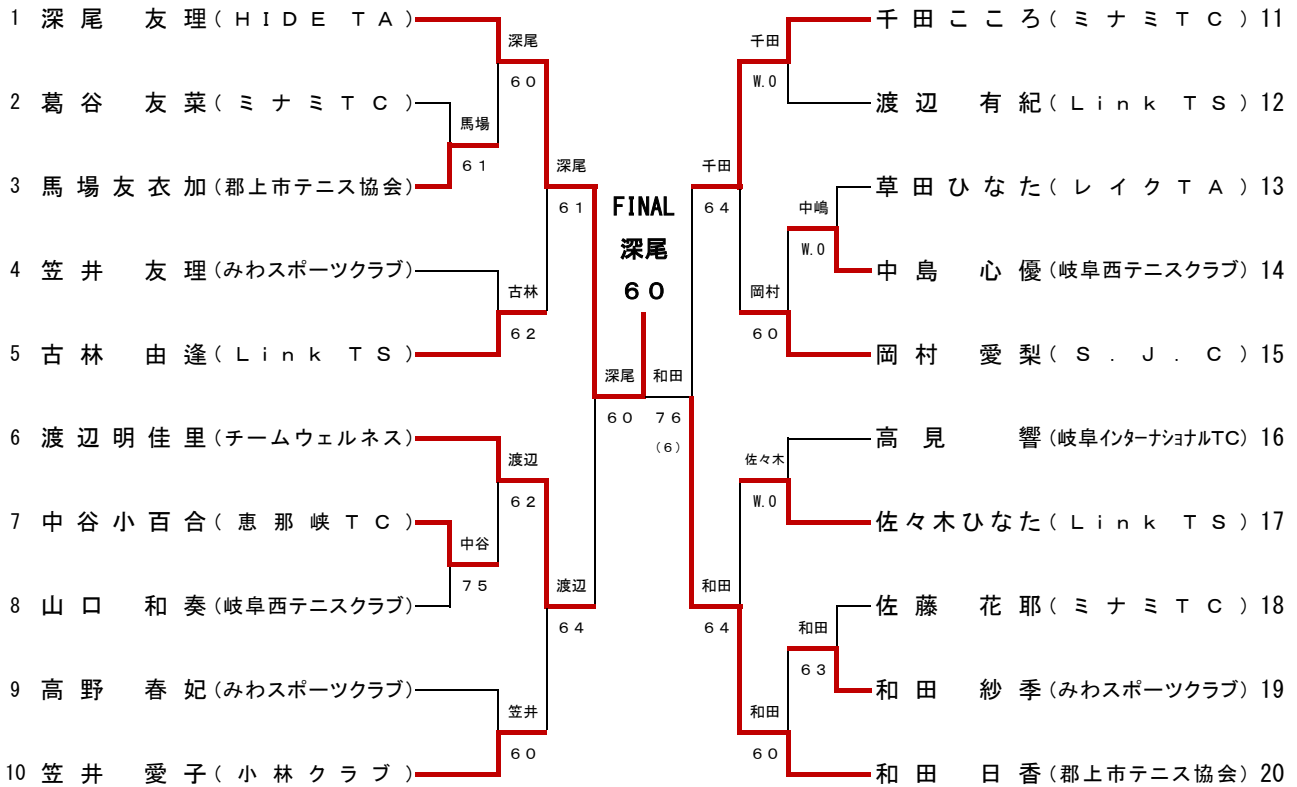 1 深尾 友理(HIDE TA)
2 葛谷 友菜(ミナミTC)
3 馬場友衣加(郡上市テニス協会)
4 笠井 友理(みわスポーツクラブ)
5 古林 由逢(Link TS)
6 渡辺明佳里(チームウェルネス)
7 中谷小百合(恵那峡TC)
8 山口 和奏(岐阜西テニスクラブ)
9 高野 春妃(みわスポーツクラブ)
10 笠井 愛子(小林クラブ)
馬場
61
中谷
75
深尾
60
古林
62
渡辺
62
笠井
60
深尾
61
渡辺
64
深尾
60
FINAL
深尾
60
和田
76
(6)
千田
64
和田
64
千田
W.0
岡村
60
佐々木
W.0
和田
60
中嶋
W.0
和田
63
千田こころ(ミナミTC) 11
渡辺 有紀(Link TS) 12
草田ひなた(レイクTA) 13
中島 心優(岐阜西テニスクラブ) 14
岡村 愛梨(S.J.C) 15
高見 響(岐阜インターナショナルTC) 16
佐々木ひなた(Link TS) 17
佐藤 花耶(ミナミTC) 18
和田 紗季(みわスポーツクラブ) 19
和田 日香(郡上市テニス協会) 20